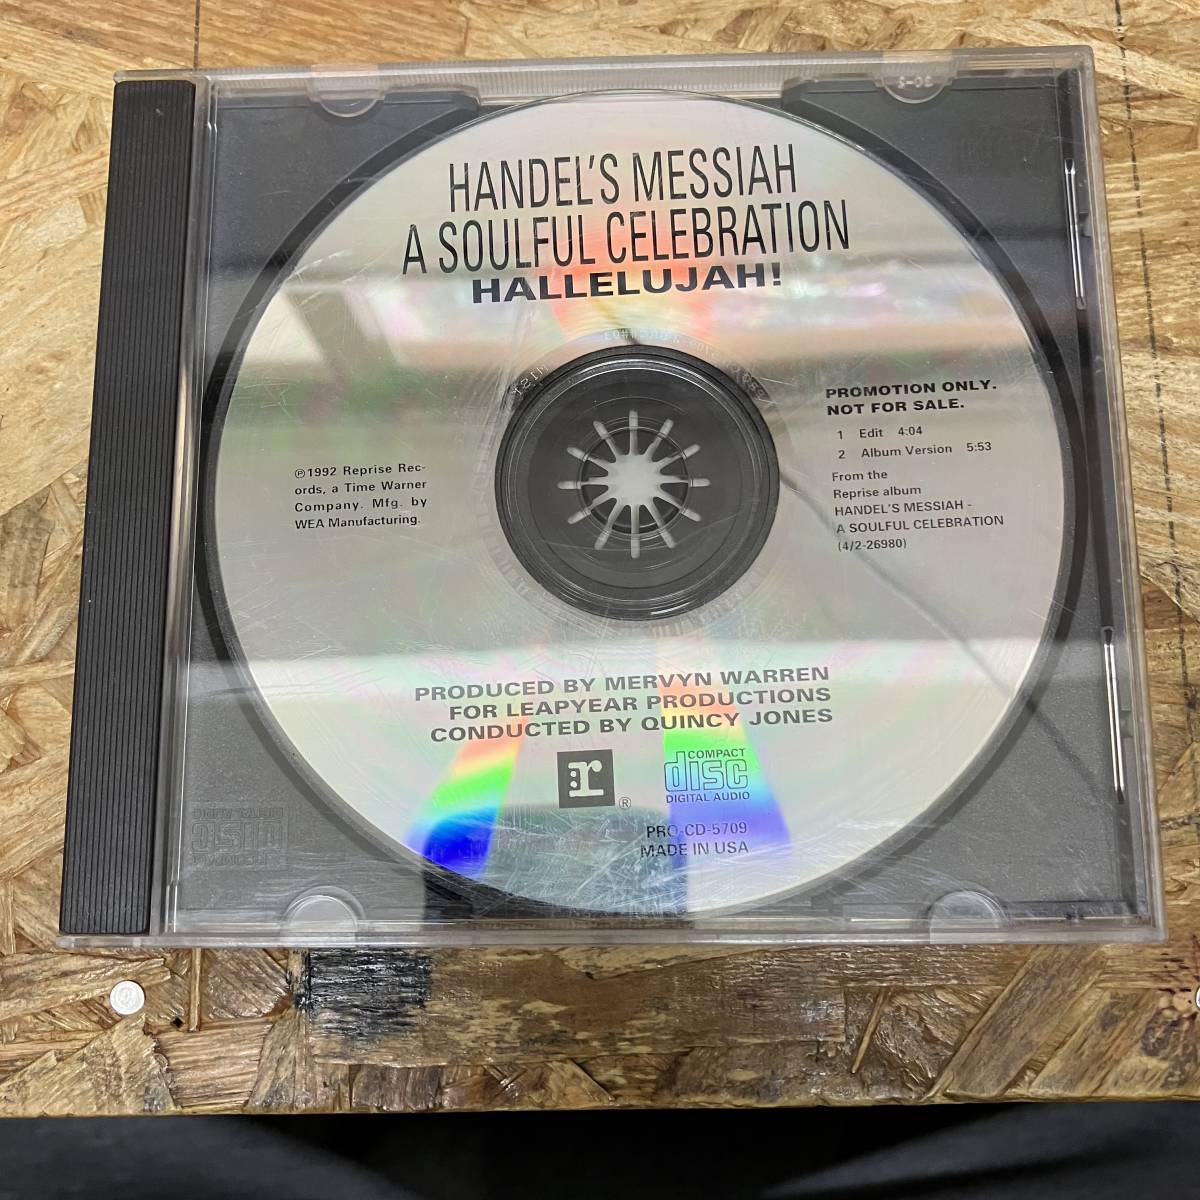 HANDEL'S MESSIAH
A SOULFUL CELEBRATION
HALLELUJAH!
PROMOTION ONLY.
NOT FOR SALE.
1 Edit 4:04
2 Album Version 5:53
From the
Reprise album
HANDEL'S MESSIAH -
A SOULFUL CELEBRATION
(4/2-26980)
℗1992 Reprise Rec-
ords, a Time Warner
Company. Mfg. by
WEA Manufacturing.
PRODUCED BY MERVYN WARREN
FOR LEAPYEAR PRODUCTIONS
CONDUCTED BY QUINCY JONES
r ®
COMPACT
disc
DIGITAL AUDIO
PRO-CD-5709
MADE IN USA